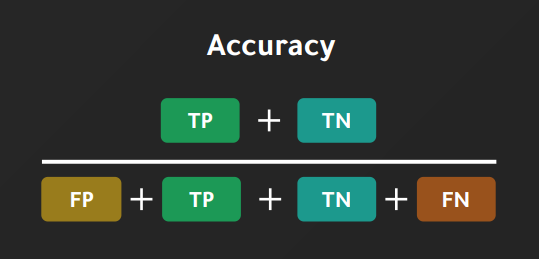 Accuracy
TP + TN
FP + TP + TN + FN